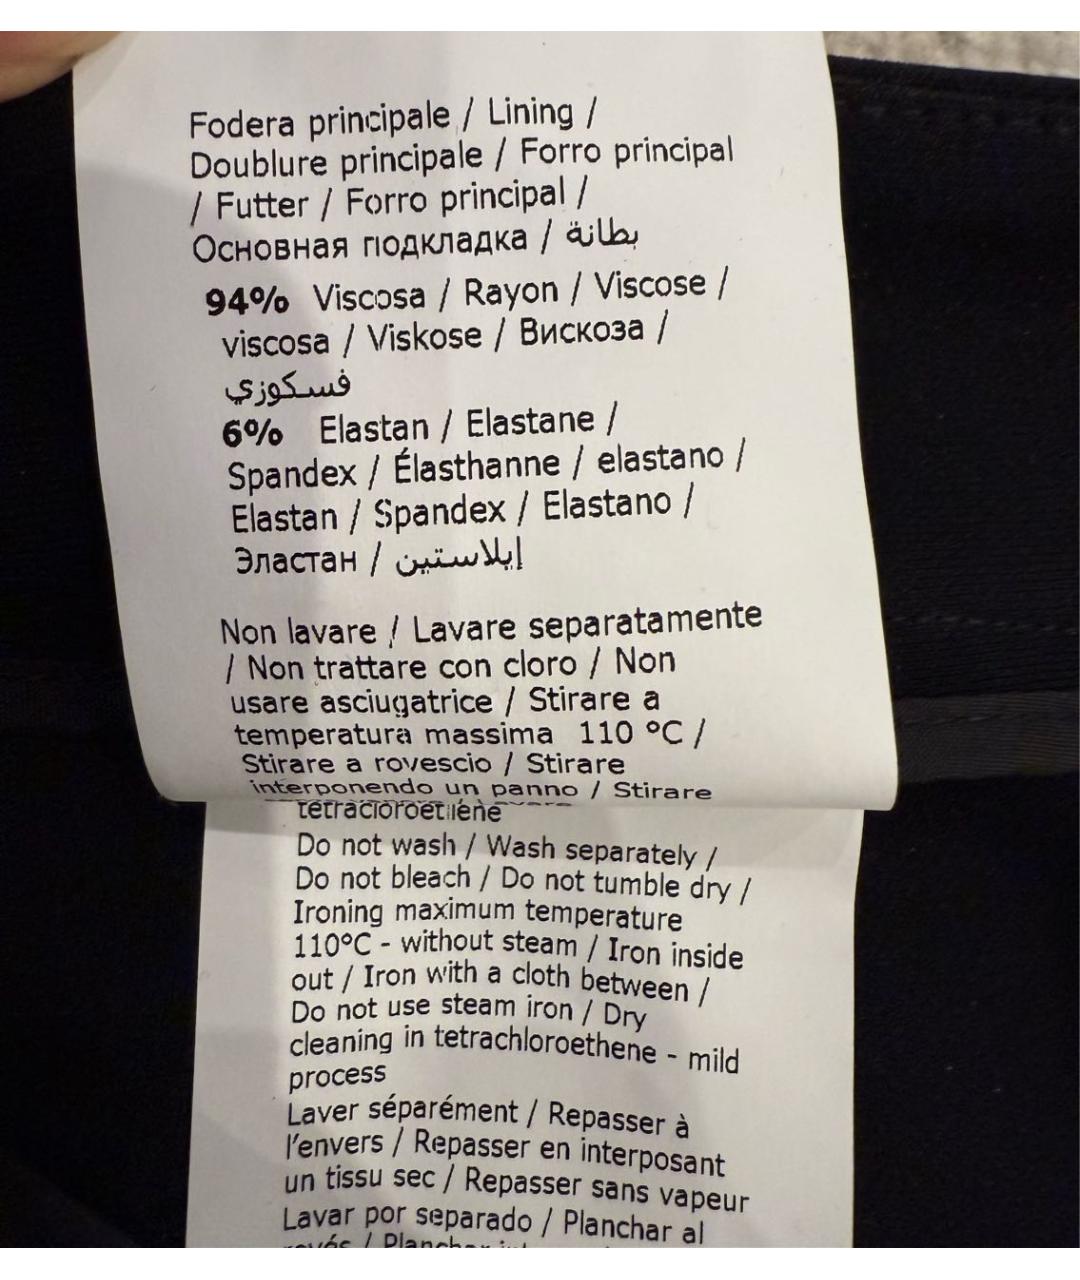 Fodera principale / Lining /
Doublure principale / Forro principal
/ Futter / Forro principal /
Основная подкладка / بطانة
94% Viscosa / Rayon / Viscose /
viscosa / Viskose / Вискоза /
فسكوزي
6% Elastan / Elastane /
Spandex / Élasthanne / elastano /
Elastan / Spandex / Elastano /
Эластан / إيلاستين
Non lavare / Lavare separatamente
/ Non trattare con cloro / Non
usare asciugatrice / Stirare a
temperatura massima 110 °C /
Stirare a rovescio / Stirare
interponendo un panno / Stirare
tetracloroetilene
Do not wash / Wash separately /
Do not bleach / Do not tumble dry /
Ironing maximum temperature
110°C - without steam / Iron inside
out / Iron with a cloth between /
Do not use steam iron / Dry
cleaning in tetrachloroethene - mild
process
Laver séparément / Repasser à
l'envers / Repasser en interposant
un tissu sec / Repasser sans vapeur
Lavar por separado / Planchar al
revés / Planchar